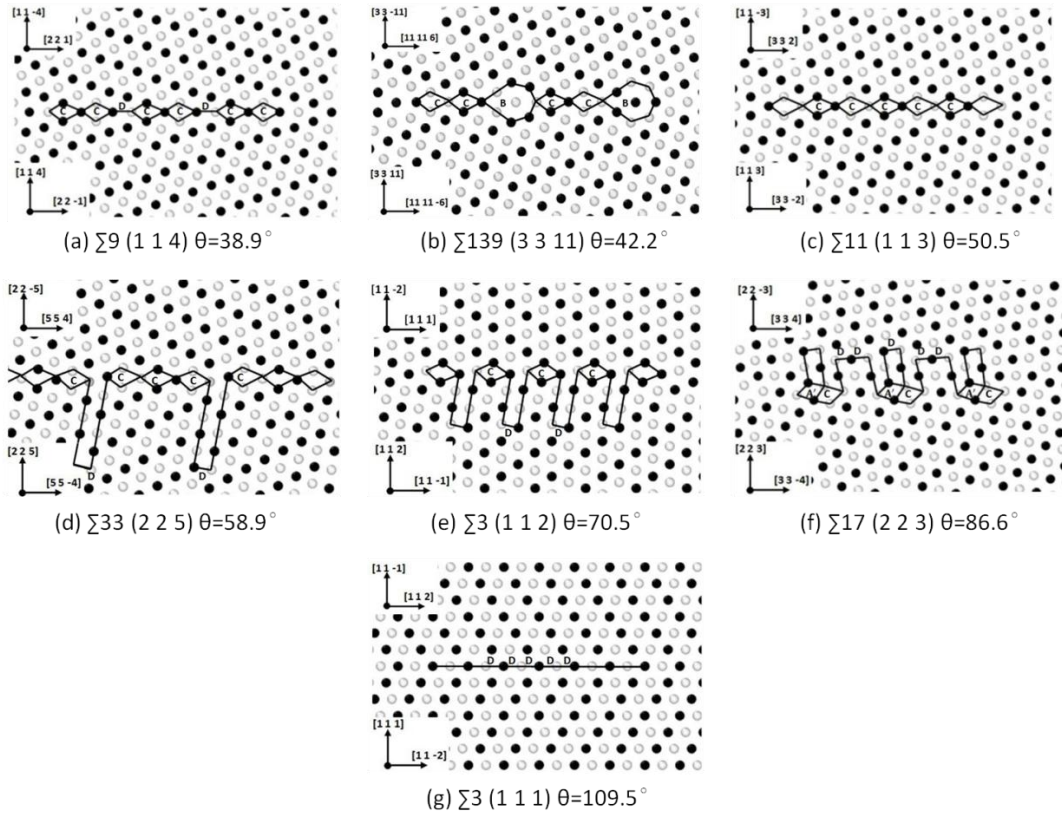 [1 1 -4]
[2 2 1]
C C D C C D C C
[1 1 4]
[2 2 -1]
(a) ∑9 (1 1 4) θ=38.9°
[3 3 -11]
[11 11 6]
C C B C C B
[3 3 11]
[11 11 -6]
(b) ∑139 (3 3 11) θ=42.2°
[1 1 -3]
[3 3 2]
C C C C C
[1 1 3]
[3 3 -2]
(c) ∑11 (1 1 3) θ=50.5°
[2 2 -5]
[5 5 4]
C C C C C C C
D D
[2 2 5]
[5 5 -4]
(d) ∑33 (2 2 5) θ=58.9°
[1 1 -2]
[1 1 1]
C C C
D D
[1 1 2]
[1 1 -1]
(e) ∑3 (1 1 2) θ=70.5°
[2 2 -3]
[3 3 4]
D D D D
A' C A' C A' C
[2 2 3]
[3 3 -4]
(f) ∑17 (2 2 3) θ=86.6°
[1 1 -1]
[1 1 2]
D D D D D
[1 1 1]
[1 1 -2]
(g) ∑3 (1 1 1) θ=109.5°